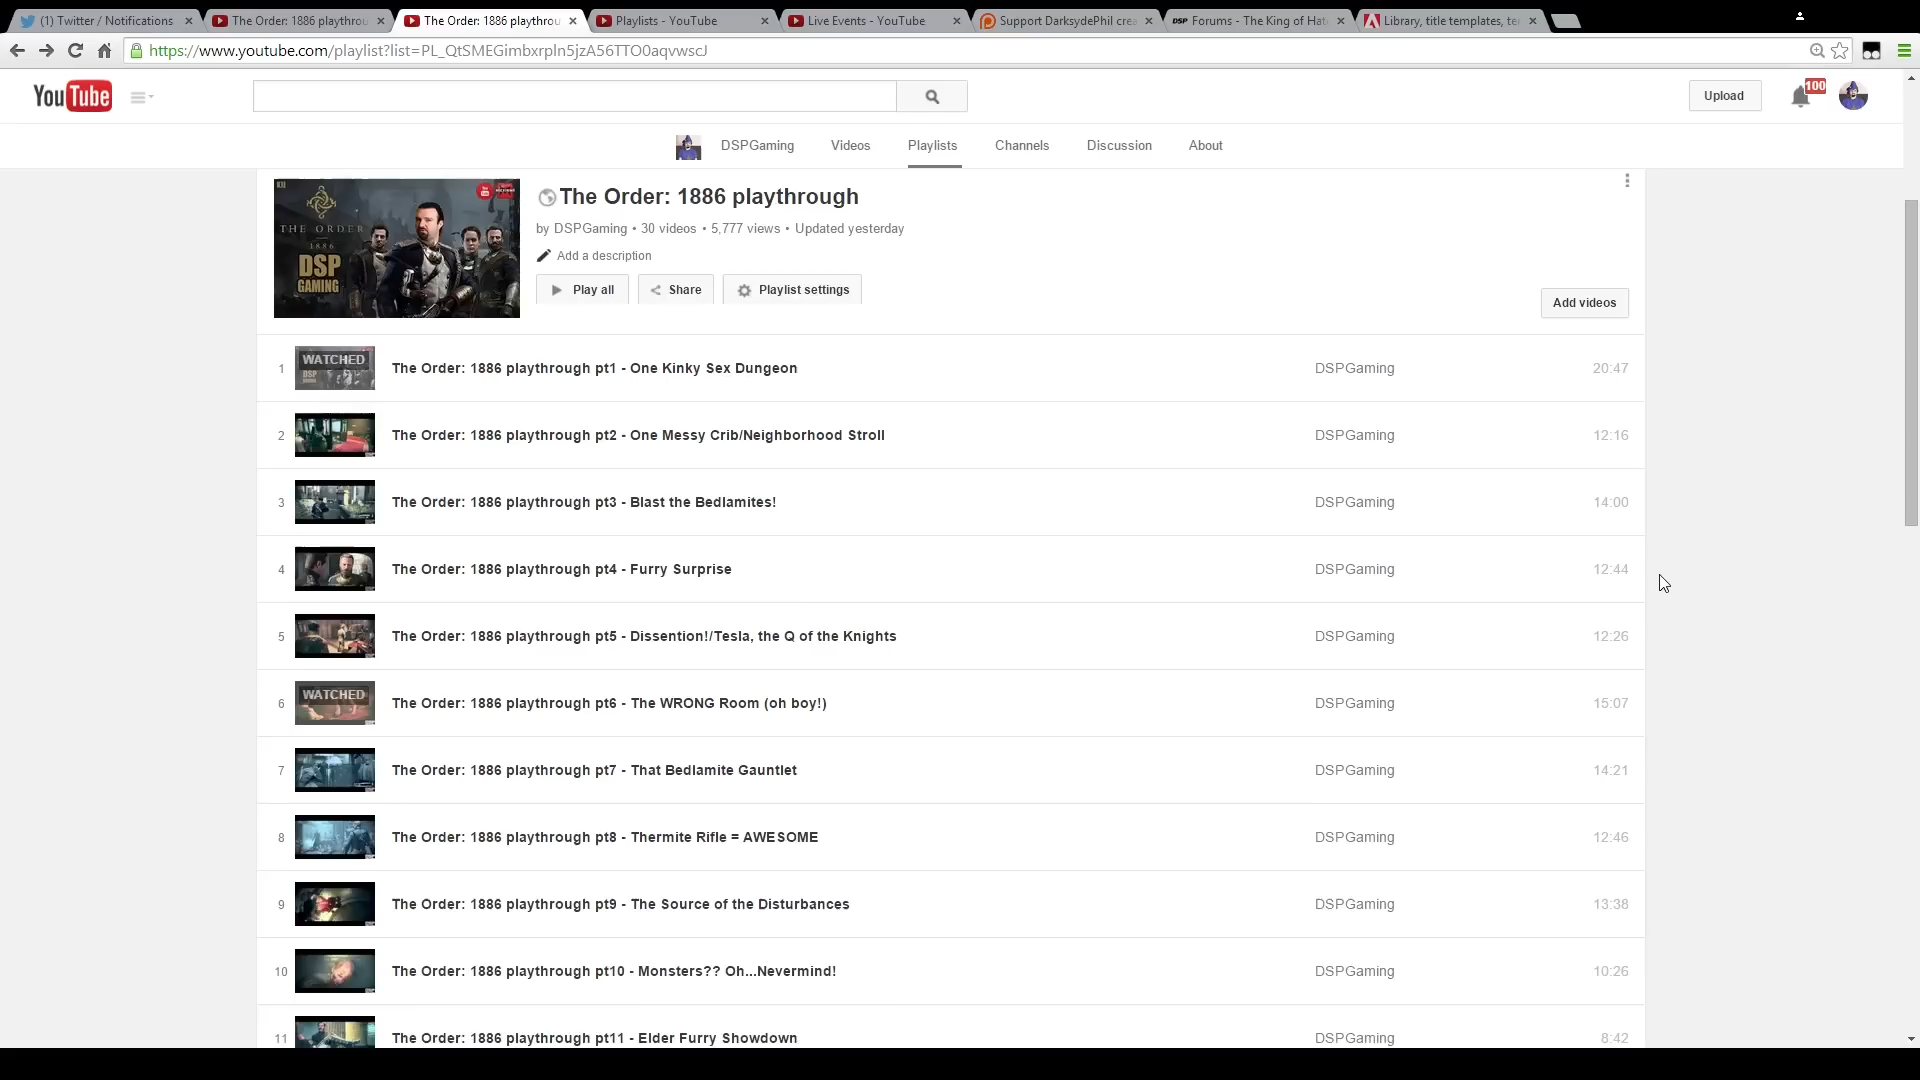 (1) Twitter / Notifications
The Order: 1886 playthrou
The Order: 1886 playthrou
Playlists - YouTube
Live Events - YouTube
Support DarksydePhil crea
DSP Forums - The King of Hat
Library, title templates, te
https://www.youtube.com/playlist?list=PL_QtSMEGimbxrpln5jzA56TTO0aqvwscJ
YouTube
Upload
100
DSPGaming
Videos
Playlists
Channels
Discussion
About
THE ORDER
1886
DSP
GAMING
The Order: 1886 playthrough
by DSPGaming • 30 videos • 5,777 views • Updated yesterday
Add a description
Play all
Share
Playlist settings
Add videos
1 WATCHED The Order: 1886 playthrough pt1 - One Kinky Sex Dungeon DSPGaming 20:47
2 The Order: 1886 playthrough pt2 - One Messy Crib/Neighborhood Stroll DSPGaming 12:16
3 The Order: 1886 playthrough pt3 - Blast the Bedlamites! DSPGaming 14:00
4 The Order: 1886 playthrough pt4 - Furry Surprise DSPGaming 12:44
5 The Order: 1886 playthrough pt5 - Dissention!/Tesla, the Q of the Knights DSPGaming 12:26
6 WATCHED The Order: 1886 playthrough pt6 - The WRONG Room (oh boy!) DSPGaming 15:07
7 The Order: 1886 playthrough pt7 - That Bedlamite Gauntlet DSPGaming 14:21
8 The Order: 1886 playthrough pt8 - Thermite Rifle = AWESOME DSPGaming 12:46
9 The Order: 1886 playthrough pt9 - The Source of the Disturbances DSPGaming 13:38
10 The Order: 1886 playthrough pt10 - Monsters?? Oh...Nevermind! DSPGaming 10:26
11 The Order: 1886 playthrough pt11 - Elder Furry Showdown DSPGaming 8:42